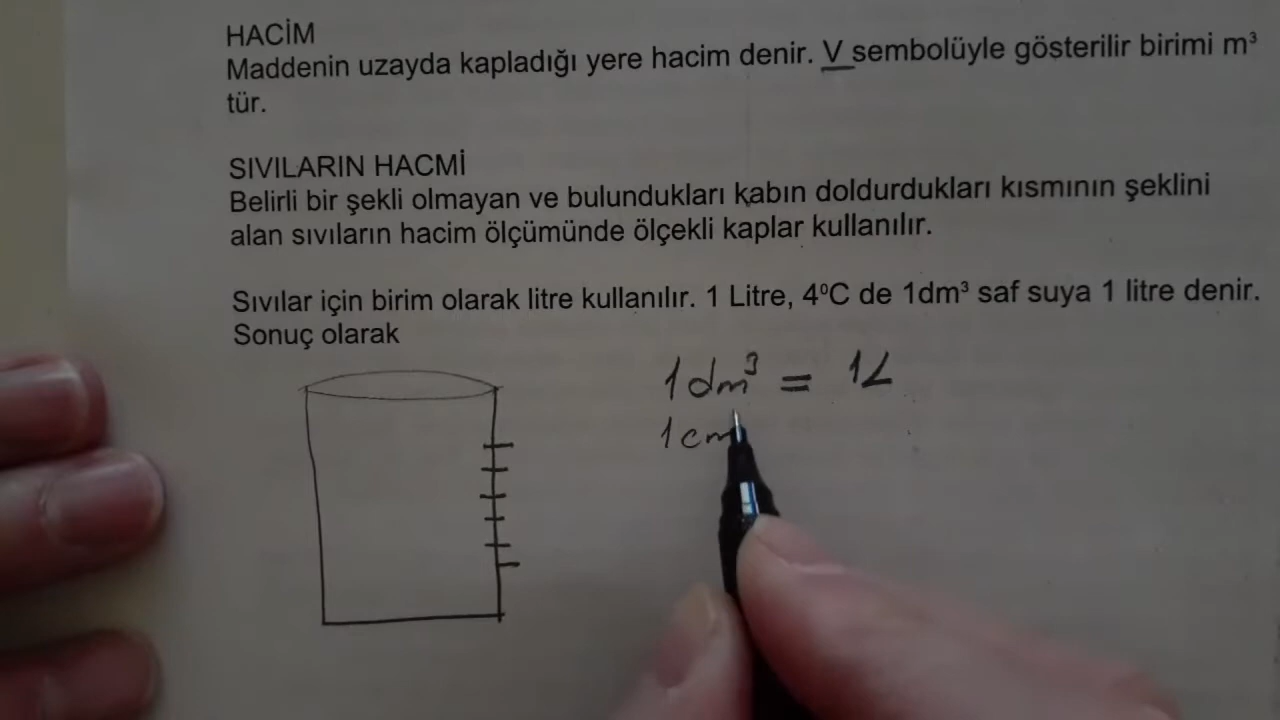 HACİM
Maddenin uzayda kapladığı yere hacim denir. V sembolüyle gösterilir birimi m³
tür.
SIVILARIN HACMİ
Belirli bir şekli olmayan ve bulundukları kabın doldurdukları kısmının şeklini
alan sıvıların hacim ölçümünde ölçekli kaplar kullanılır.
Sıvılar için birim olarak litre kullanılır. 1 Litre, 4⁰C de 1dm³ saf suya 1 litre denir.
Sonuç olarak
1dm³ = 1L
1cm